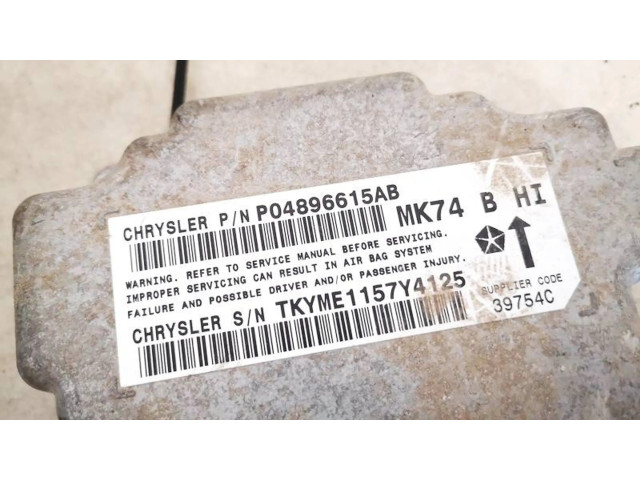 CHRYSLER P/N P04896615AB
MK74 B HI
WARNING. REFER TO SERVICE MANUAL BEFORE SERVICING.
IMPROPER SERVICING CAN RESULT IN AIR BAG SYSTEM
FAILURE AND POSSIBLE DRIVER AND/OR PASSENGER INJURY.
CHRYSLER S/N TKYME1157Y4125
SUPPLIER CODE
39754C